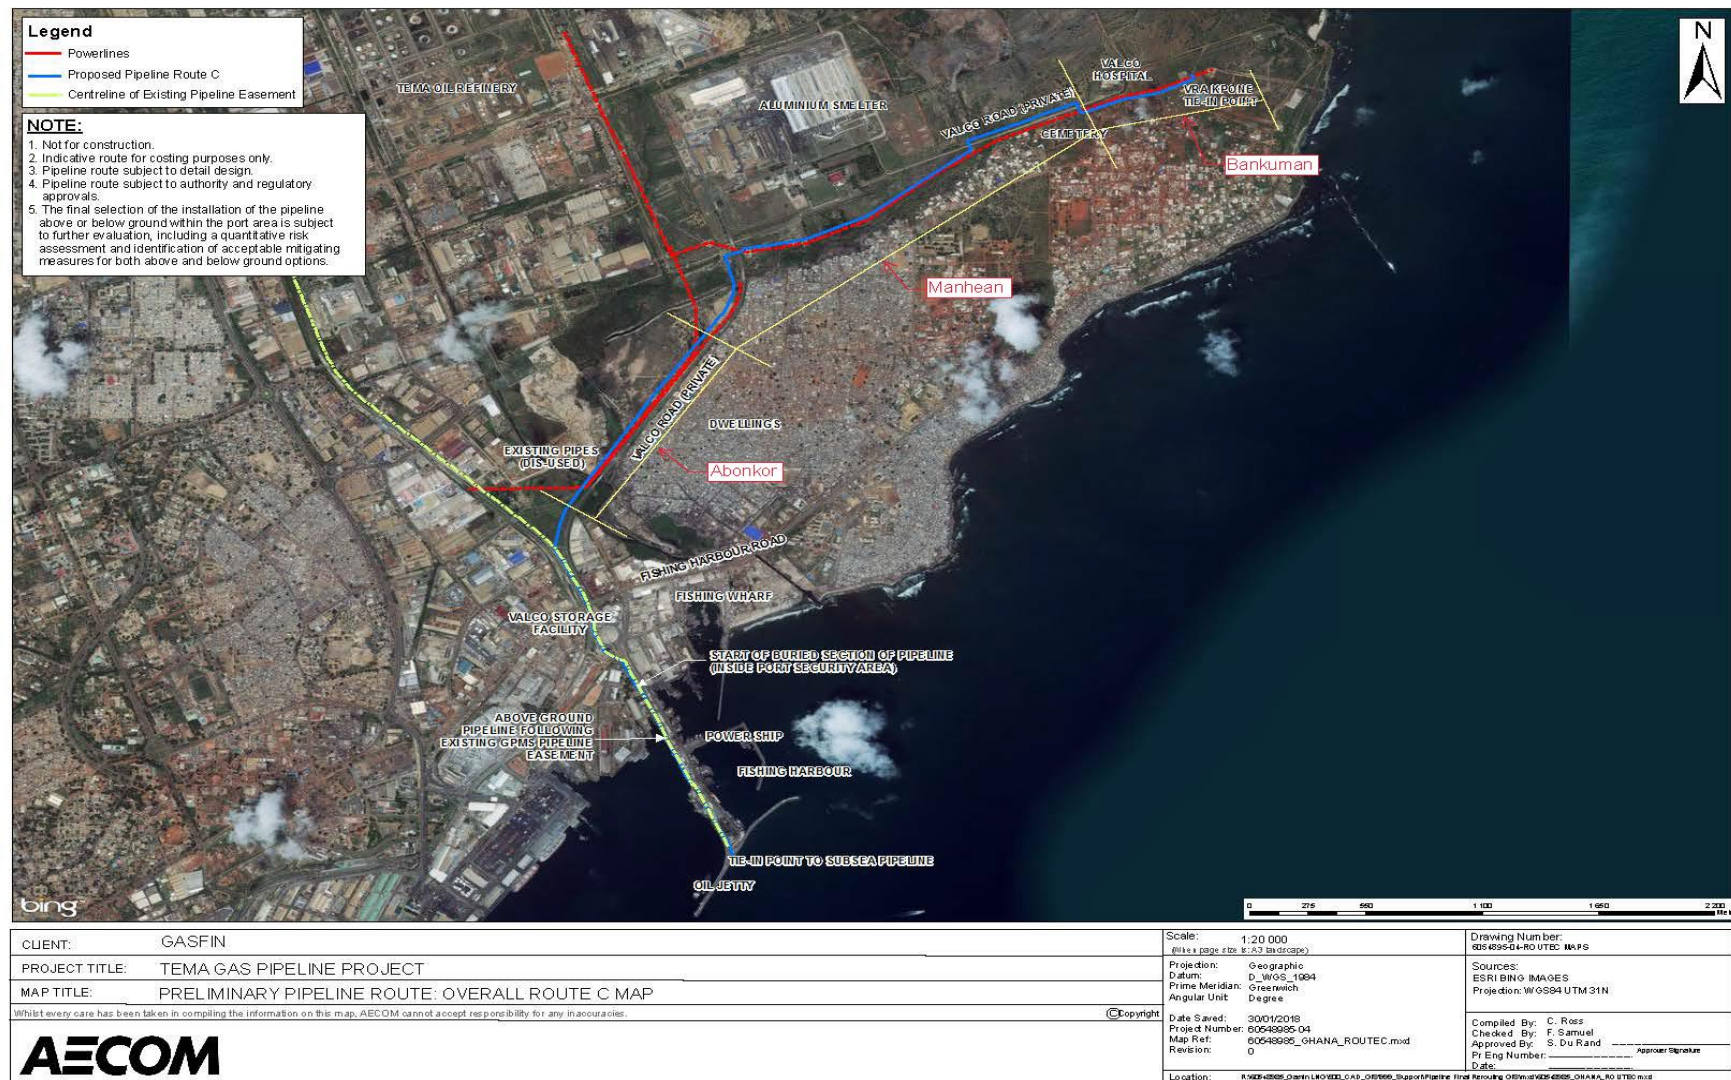 Legend
Powerlines
Proposed Pipeline Route C
Centreline of Existing Pipeline Easement
NOTE:
1. Not for construction.
2. Indicative route for costing purposes only.
3. Pipeline route subject to detail design.
4. Pipeline route subject to authority and regulatory
approvals.
5. The final selection of the installation of the pipeline
above or below ground within the port area is subject
to further evaluation, including a quantitative risk
assessment and identification of acceptable mitigating
measures for both above and below ground options.
N
TEMA OIL REFINERY
ALUMINIUM SMELTER
VALCO
HOSPITAL
VRA KPONE
TIE-IN POINT
VALCO ROAD (PRIVATE)
CEMETERY
Bankuman
Manhean
VALCO ROAD (PRIVATE)
DWELLINGS
EXISTING PIPES
(DIS-USED)
Abonkor
FISHING HARBOUR ROAD
FISHING WHARF
VALCO STORAGE
FACILITY
START OF BURIED SECTION OF PIPELINE
(INSIDE PORT SECURITY AREA)
ABOVE GROUND
PIPELINE FOLLOWING
EXISTING GPMS PIPELINE
EASEMENT
POWER SHIP
FISHING HARBOUR
TIE-IN POINT TO SUBSEA PIPELINE
OIL JETTY
bing
0 275 550 1 100 1 650 2 200
CLIENT: GASFIN
PROJECT TITLE: TEMA GAS PIPELINE PROJECT
MAP TITLE: PRELIMINARY PIPELINE ROUTE: OVERALL ROUTE C MAP
Whilst every care has been taken in compiling the information on this map, AECOM cannot accept responsibility for any inaccuracies.
©Copyright
AECOM
Scale: 1:20 000
(When page size is: A3 landscape)
Projection: Geographic
Datum: D_WGS_1984
Prime Meridian: Greenwich
Angular Unit: Degree
Date Saved: 30/01/2018
Project Number: 60548985-04
Map Ref: 60548985_GHANA_ROUTEC.mxd
Revision: 0
Location:
Drawing Number:
Sources:
ESRI BING IMAGES
Projection: WGS84 UTM 31N
Compiled By: C. Ross
Checked By: F. Samuel
Approved By: S. Du Rand
Approver Signature
Pr Eng Number:
Date: